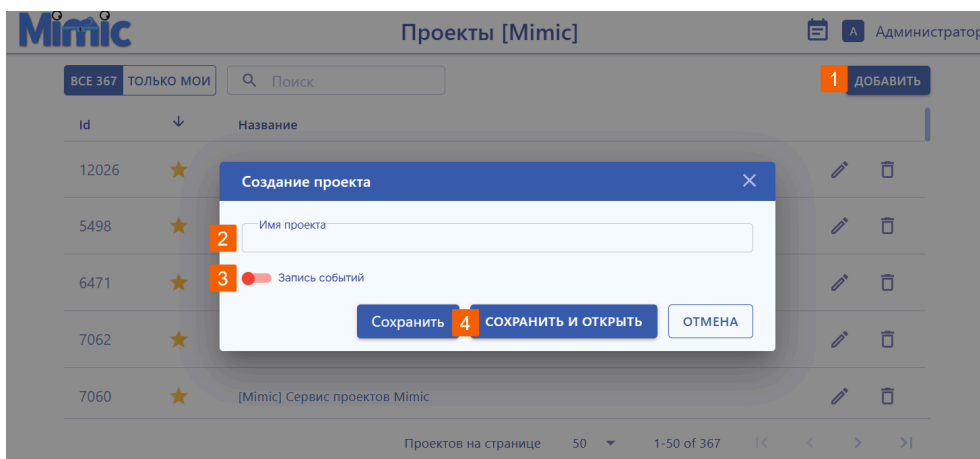 Mimic
Проекты [Mimic]
A Администратор
ВСЕ 367 ТОЛЬКО МОИ Поиск 1 ДОБАВИТЬ
Id Название
12026
Создание проекта
5498
Имя проекта
2
6471
3 Запись событий
Сохранить 4 СОХРАНИТЬ И ОТКРЫТЬ ОТМЕНА
7062
7060 [Mimic] Сервис проектов Mimic
Проектов на странице 50 1-50 of 367